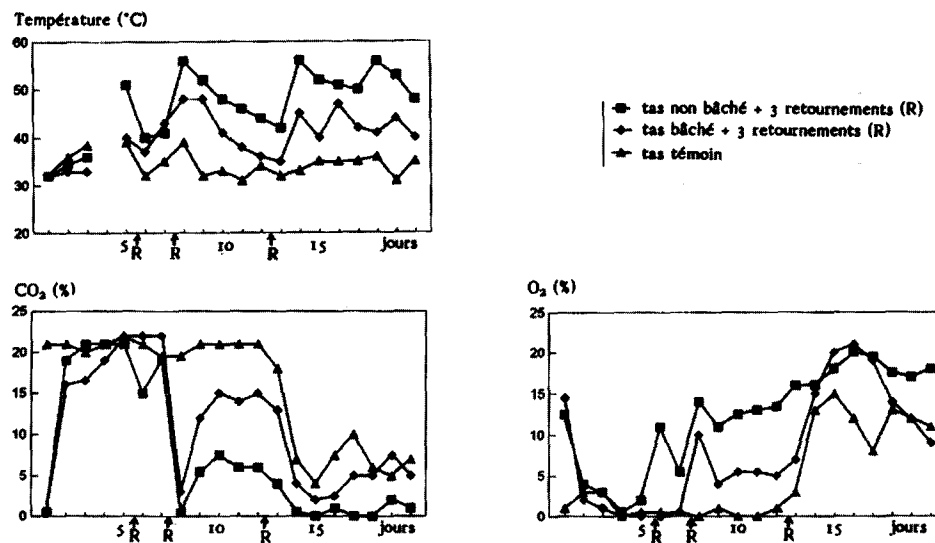 Température (°C)
60
50
40
30
20
5 R R 10 R 15 jours
tas non bâché + 3 retournements (R)
tas bâché + 3 retournements (R)
tas témoin
CO₂ (%)
25
20
15
10
5
0
5 R R 10 R 15 jours
O₂ (%)
25
20
15
10
5
0
5 R R 10 R 15 jours